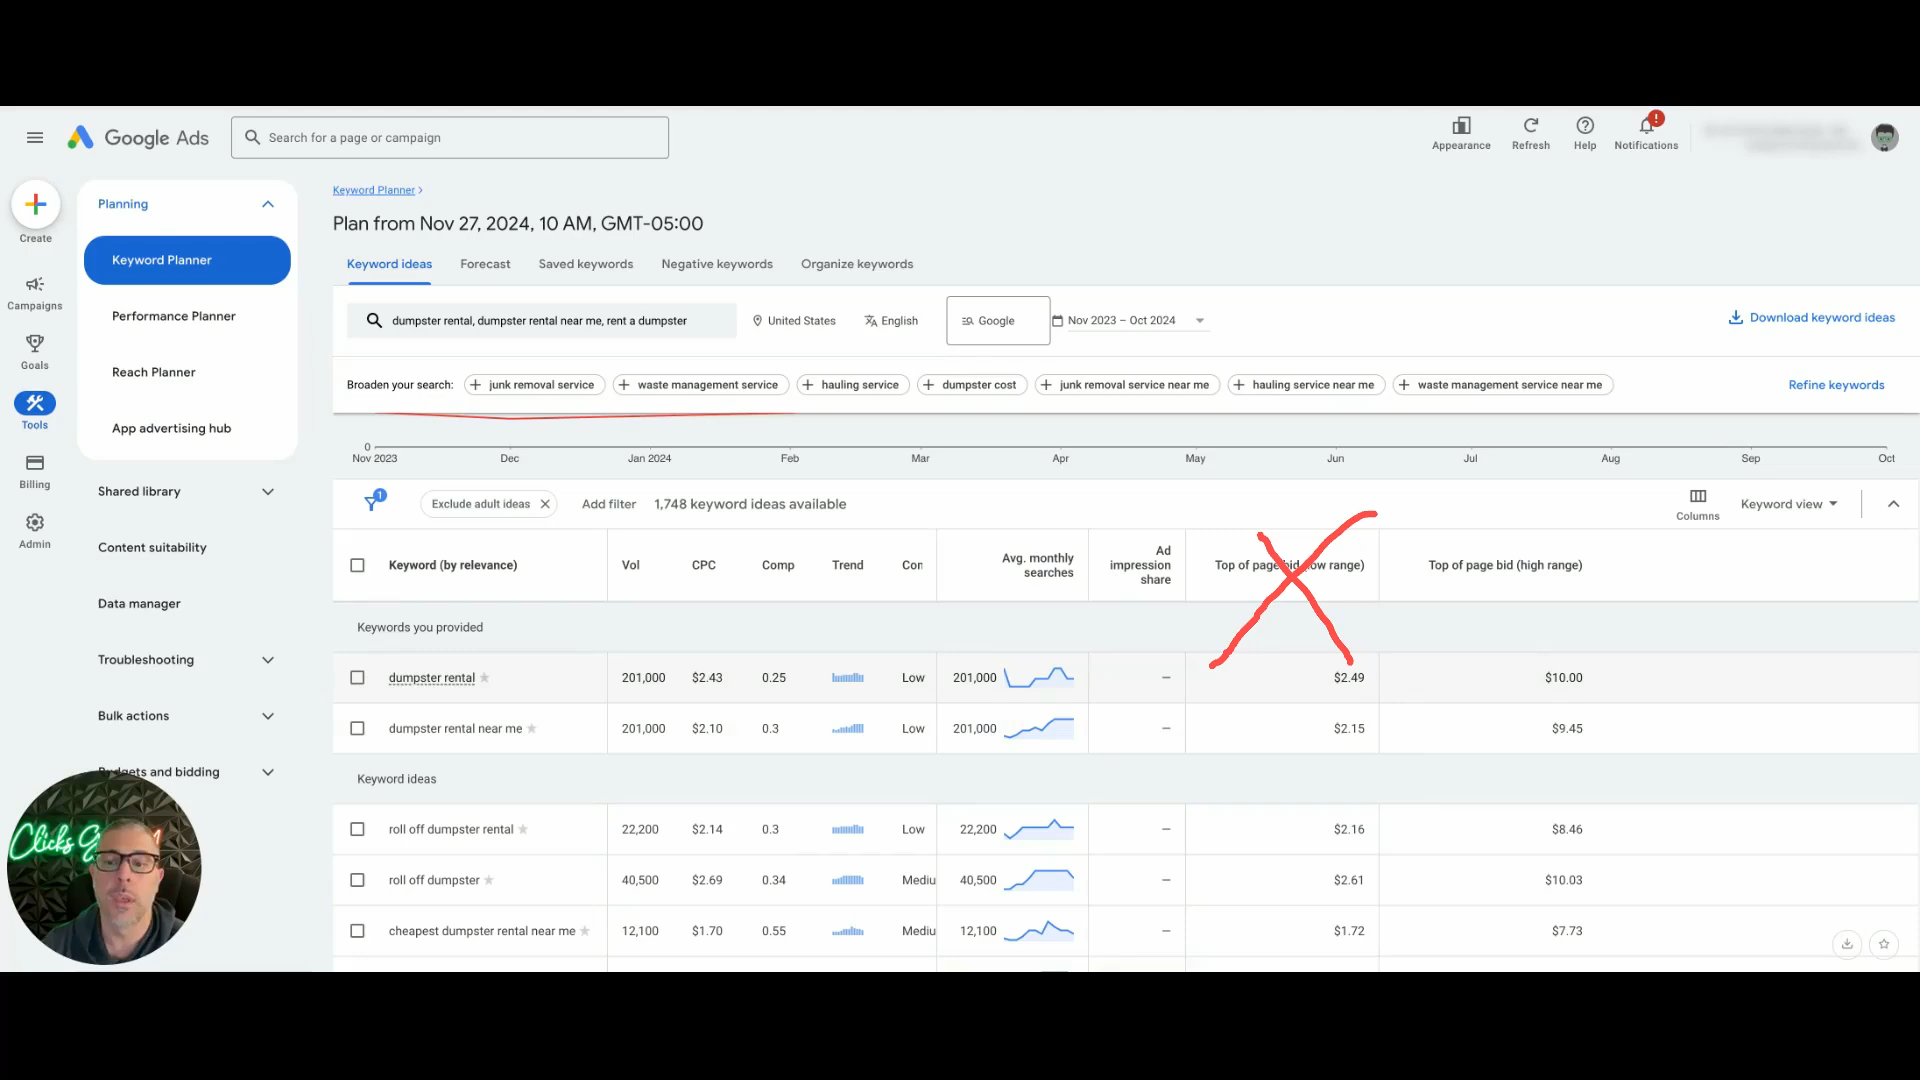 Google Ads
Search for a page or campaign
Appearance
Refresh
Help
!
Notifications
Create
Campaigns
Goals
Tools
Billing
Admin
Planning
Keyword Planner
Performance Planner
Reach Planner
App advertising hub
Shared library
Content suitability
Data manager
Troubleshooting
Bulk actions
Budgets and bidding
Clicks
Keyword Planner >
Plan from Nov 27, 2024, 10 AM, GMT-05:00
Keyword ideas Forecast Saved keywords Negative keywords Organize keywords
dumpster rental, dumpster rental near me, rent a dumpster United States English Google Nov 2023 – Oct 2024 Download keyword ideas
Broaden your search: + junk removal service + waste management service + hauling service + dumpster cost + junk removal service near me + hauling service near me + waste management service near me Refine keywords
0
Nov 2023 Dec Jan 2024 Feb Mar Apr May Jun Jul Aug Sep Oct
1 Exclude adult ideas Add filter 1,748 keyword ideas available Columns Keyword view
Keyword (by relevance) Vol CPC Comp Trend Con Avg. monthly searches Ad impression share Top of page bid (low range) Top of page bid (high range)
Keywords you provided
dumpster rental 201,000 $2.43 0.25 Low 201,000 – $2.49 $10.00
dumpster rental near me 201,000 $2.10 0.3 Low 201,000 – $2.15 $9.45
Keyword ideas
roll off dumpster rental 22,200 $2.14 0.3 Low 22,200 – $2.16 $8.46
roll off dumpster 40,500 $2.69 0.34 Mediu 40,500 – $2.61 $10.03
cheapest dumpster rental near me 12,100 $1.70 0.55 Mediu 12,100 – $1.72 $7.73